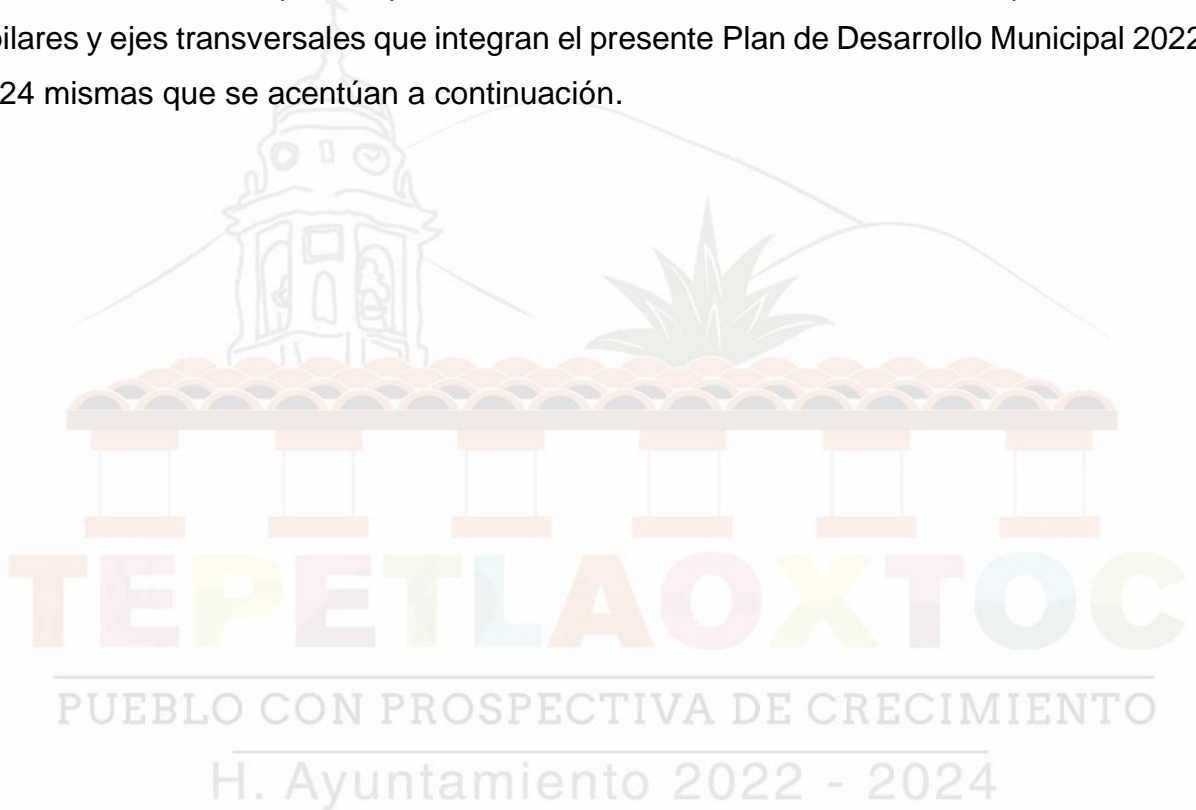 pilares y ejes transversales que integran el presente Plan de Desarrollo Municipal 2022
24 mismas que se acentúan a continuación.
TEPETLAOXTOC
PUEBLO CON PROSPECTIVA DE CRECIMIENTO
H. Ayuntamiento 2022 - 2024